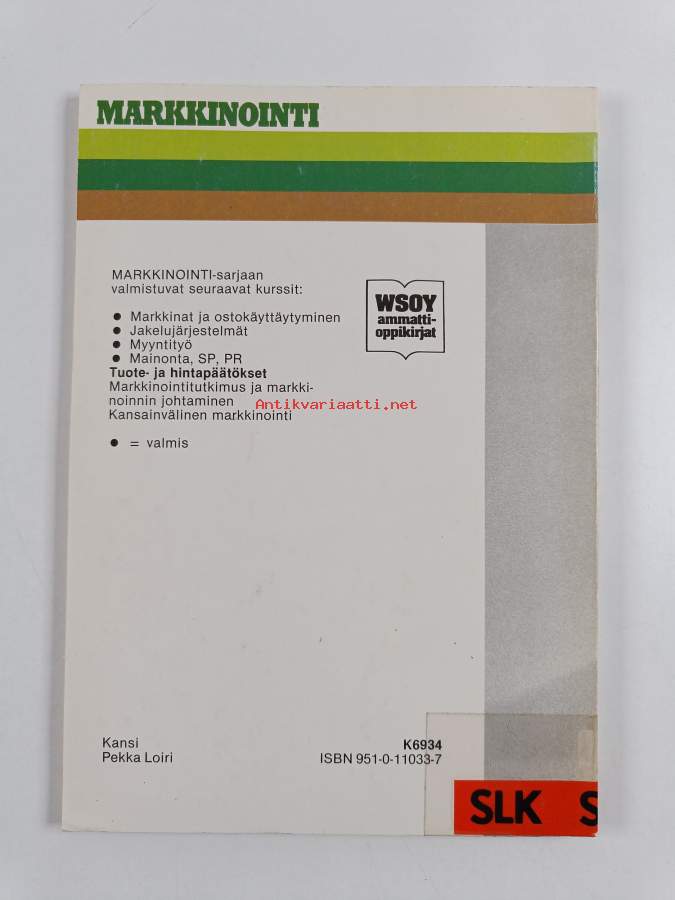 MARKKINOINTI
MARKKINOINTI-sarjaan
valmistuvat seuraavat kurssit:
● Markkinat ja ostokäyttäytyminen
● Jakelujärjestelmät
● Myyntityö
● Mainonta, SP, PR
Tuote- ja hintapäätökset
Markkinointitutkimus ja markki-
noinnin johtaminen
Kansainvälinen markkinointi
● = valmis
WSOY
ammatti-
oppikirjat
Antikvariaatti.net
Kansi
Pekka Loiri
K6934
ISBN 951-0-11033-7
SLK S